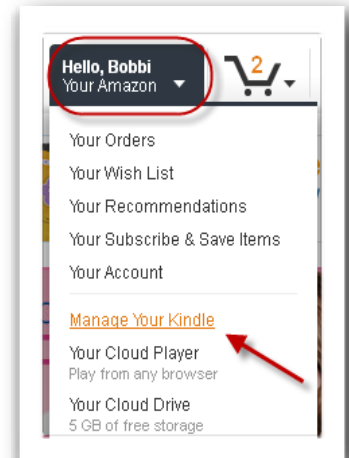 Hello, Bobbi
Your Amazon
2
Your Orders
Your Wish List
Your Recommendations
Your Subscribe & Save Items
Your Account
Manage Your Kindle
Your Cloud Player
Play from any browser
Your Cloud Drive
5 GB of free storage